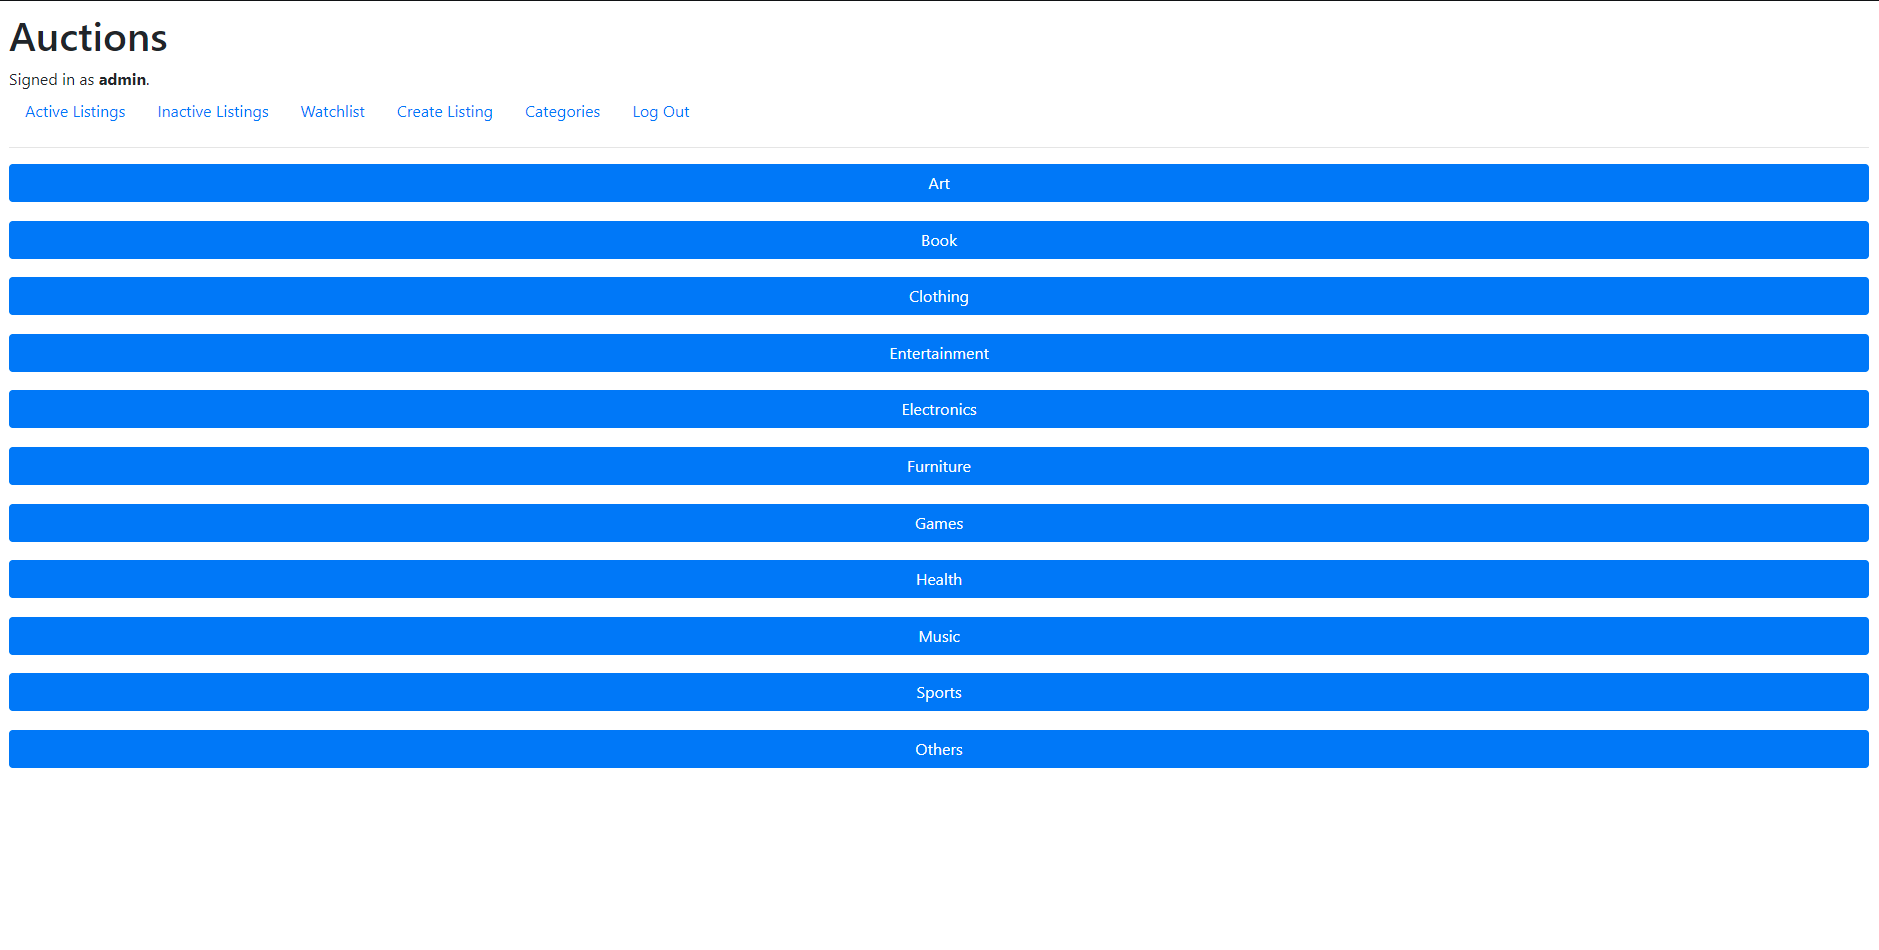 Auctions
Signed in as admin.
Active Listings Inactive Listings Watchlist Create Listing Categories Log Out
Art
Book
Clothing
Entertainment
Electronics
Furniture
Games
Health
Music
Sports
Others